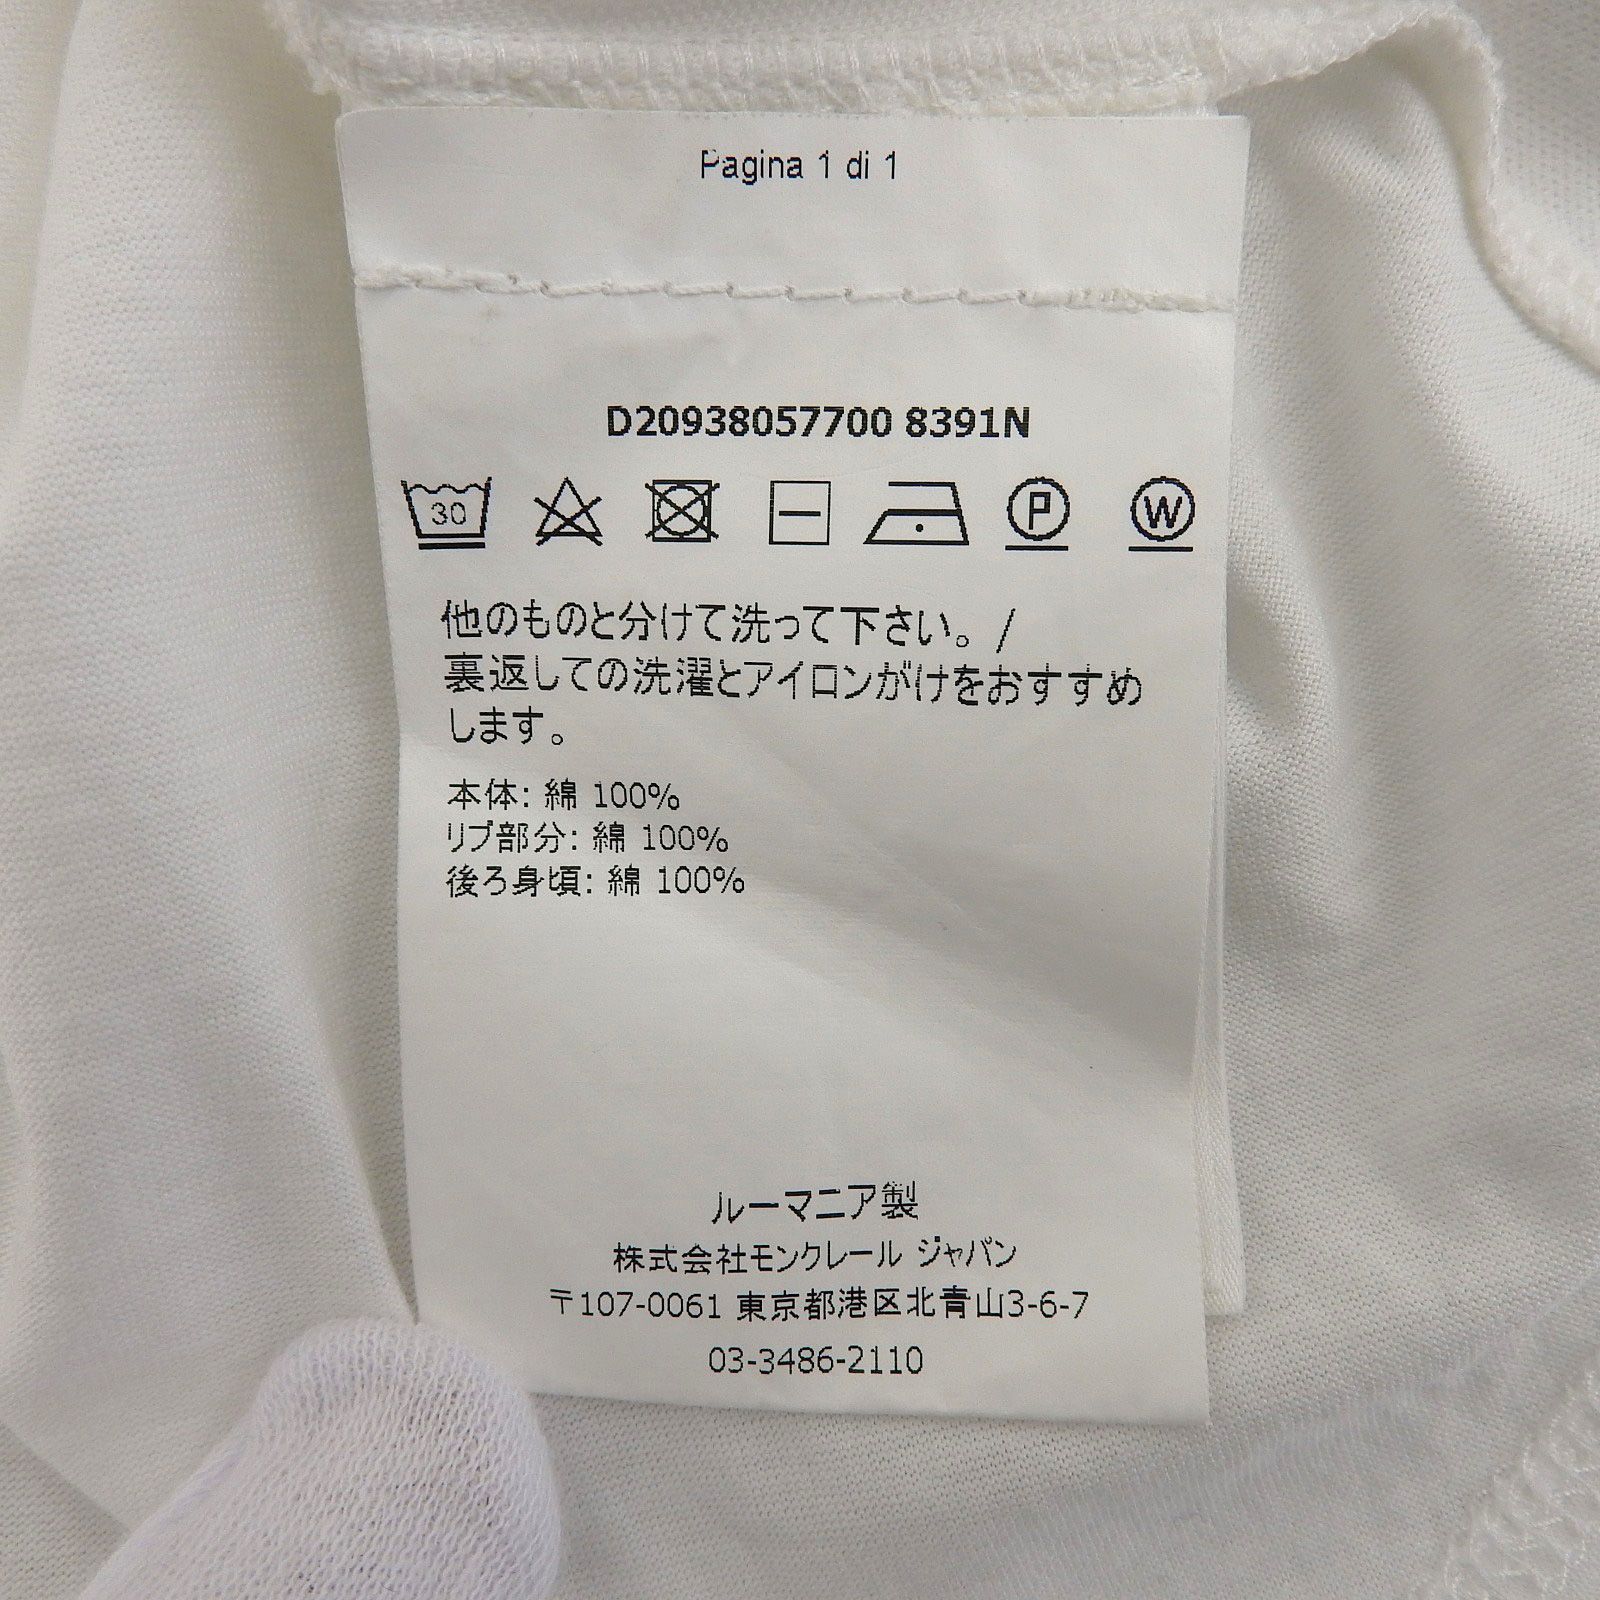 Pagina 1 di 1
D20938057700 8391N
30 P W
他のものと分けて洗って下さい。/
裏返しての洗濯とアイロンがけをおすすめ
します。
本体: 綿 100%
リブ部分: 綿 100%
後ろ身頃: 綿 100%
ルーマニア製
株式会社モンクレール ジャパン
〒107-0061 東京都港区北青山3-6-7
03-3486-2110